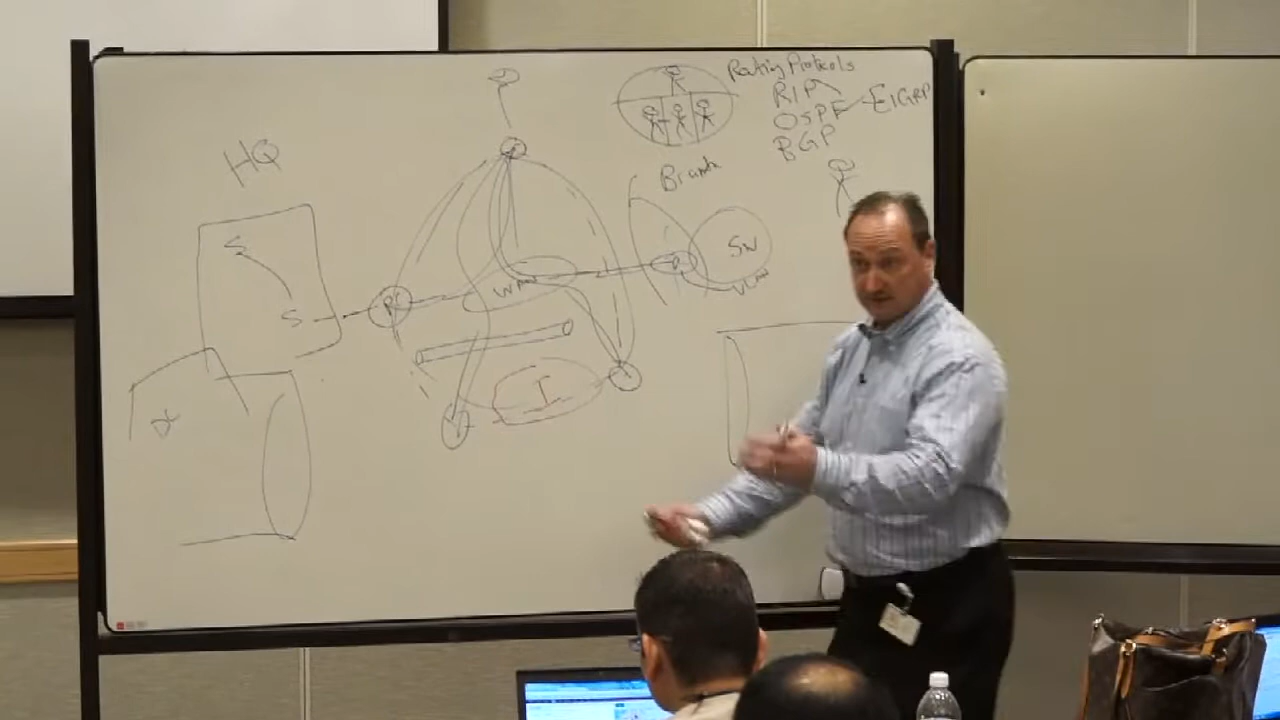 Routing Protocols
RIP
OSPF EIGRP
BGP
HQ
Branch
S
S
R
WAN
SW
VLAN
I